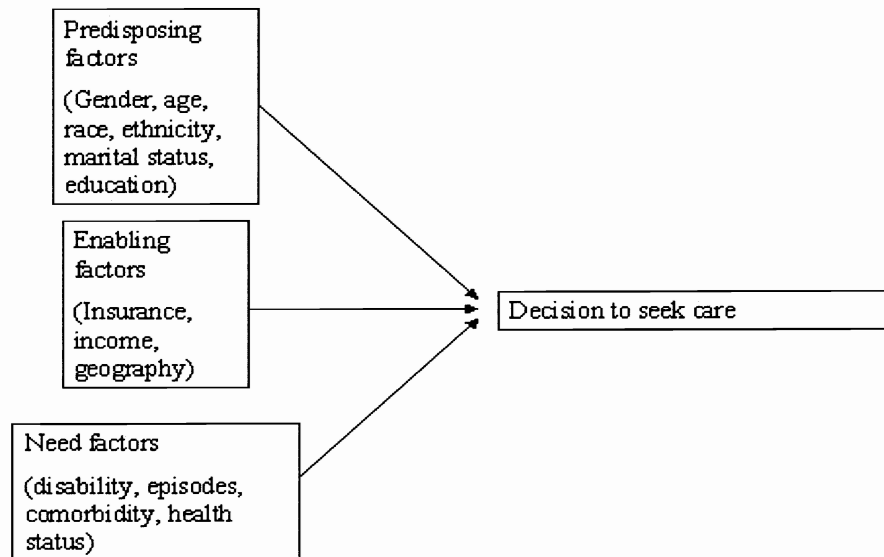 Predisposing
factors
(Gender, age,
race, ethnicity,
marital status,
education)
Enabling
factors
(Insurance,
income,
geography)
Decision to seek care
Need factors
(disability, episodes,
comorbidity, health
status)